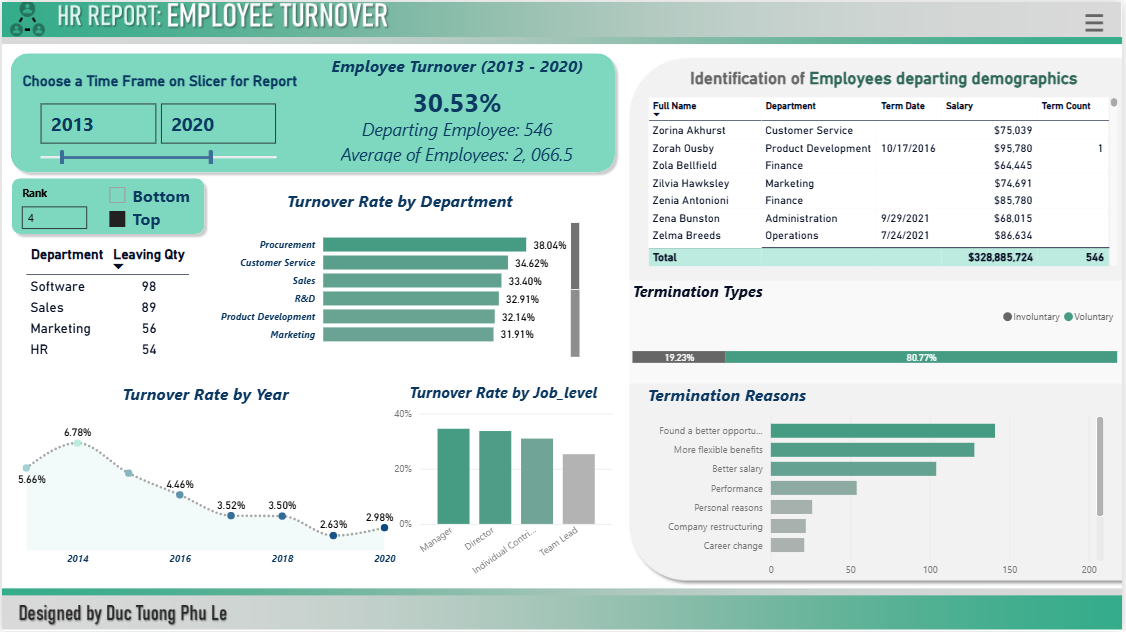 HR REPORT: EMPLOYEE TURNOVER
Choose a Time Frame on Slicer for Report
2013 2020
Employee Turnover (2013 - 2020)
30.53%
Departing Employee: 546
Average of Employees: 2, 066.5
Rank
4
Bottom
Top
Department Leaving Qty
Software 98
Sales 89
Marketing 56
HR 54
Turnover Rate by Department
Procurement 38.04%
Customer Service 34.62%
Sales 33.40%
R&D 32.91%
Product Development 32.14%
Marketing 31.91%
Turnover Rate by Year
5.66%
6.78%
4.46%
3.52%
3.50%
2.63%
2.98%
2014 2016 2018 2020
Turnover Rate by Job_level
40%
20%
0%
Manager
Director
Individual Contri...
Team Lead
Identification of Employees departing demographics
Full Name Department Term Date Salary Term Count
Zorina Akhurst Customer Service $75,039
Zorah Ousby Product Development 10/17/2016 $95,780 1
Zola Bellfield Finance $64,445
Zilvia Hawksley Marketing $74,691
Zenia Antonioni Finance $85,780
Zena Bunston Administration 9/29/2021 $68,015
Zelma Breeds Operations 7/24/2021 $86,634
Total $328,885,724 546
Termination Types
Involuntary Voluntary
19.23% 80.77%
Termination Reasons
Found a better opportu...
More flexible benefits
Better salary
Performance
Personal reasons
Company restructuring
Career change
0 50 100 150 200
Designed by Duc Tuong Phu Le